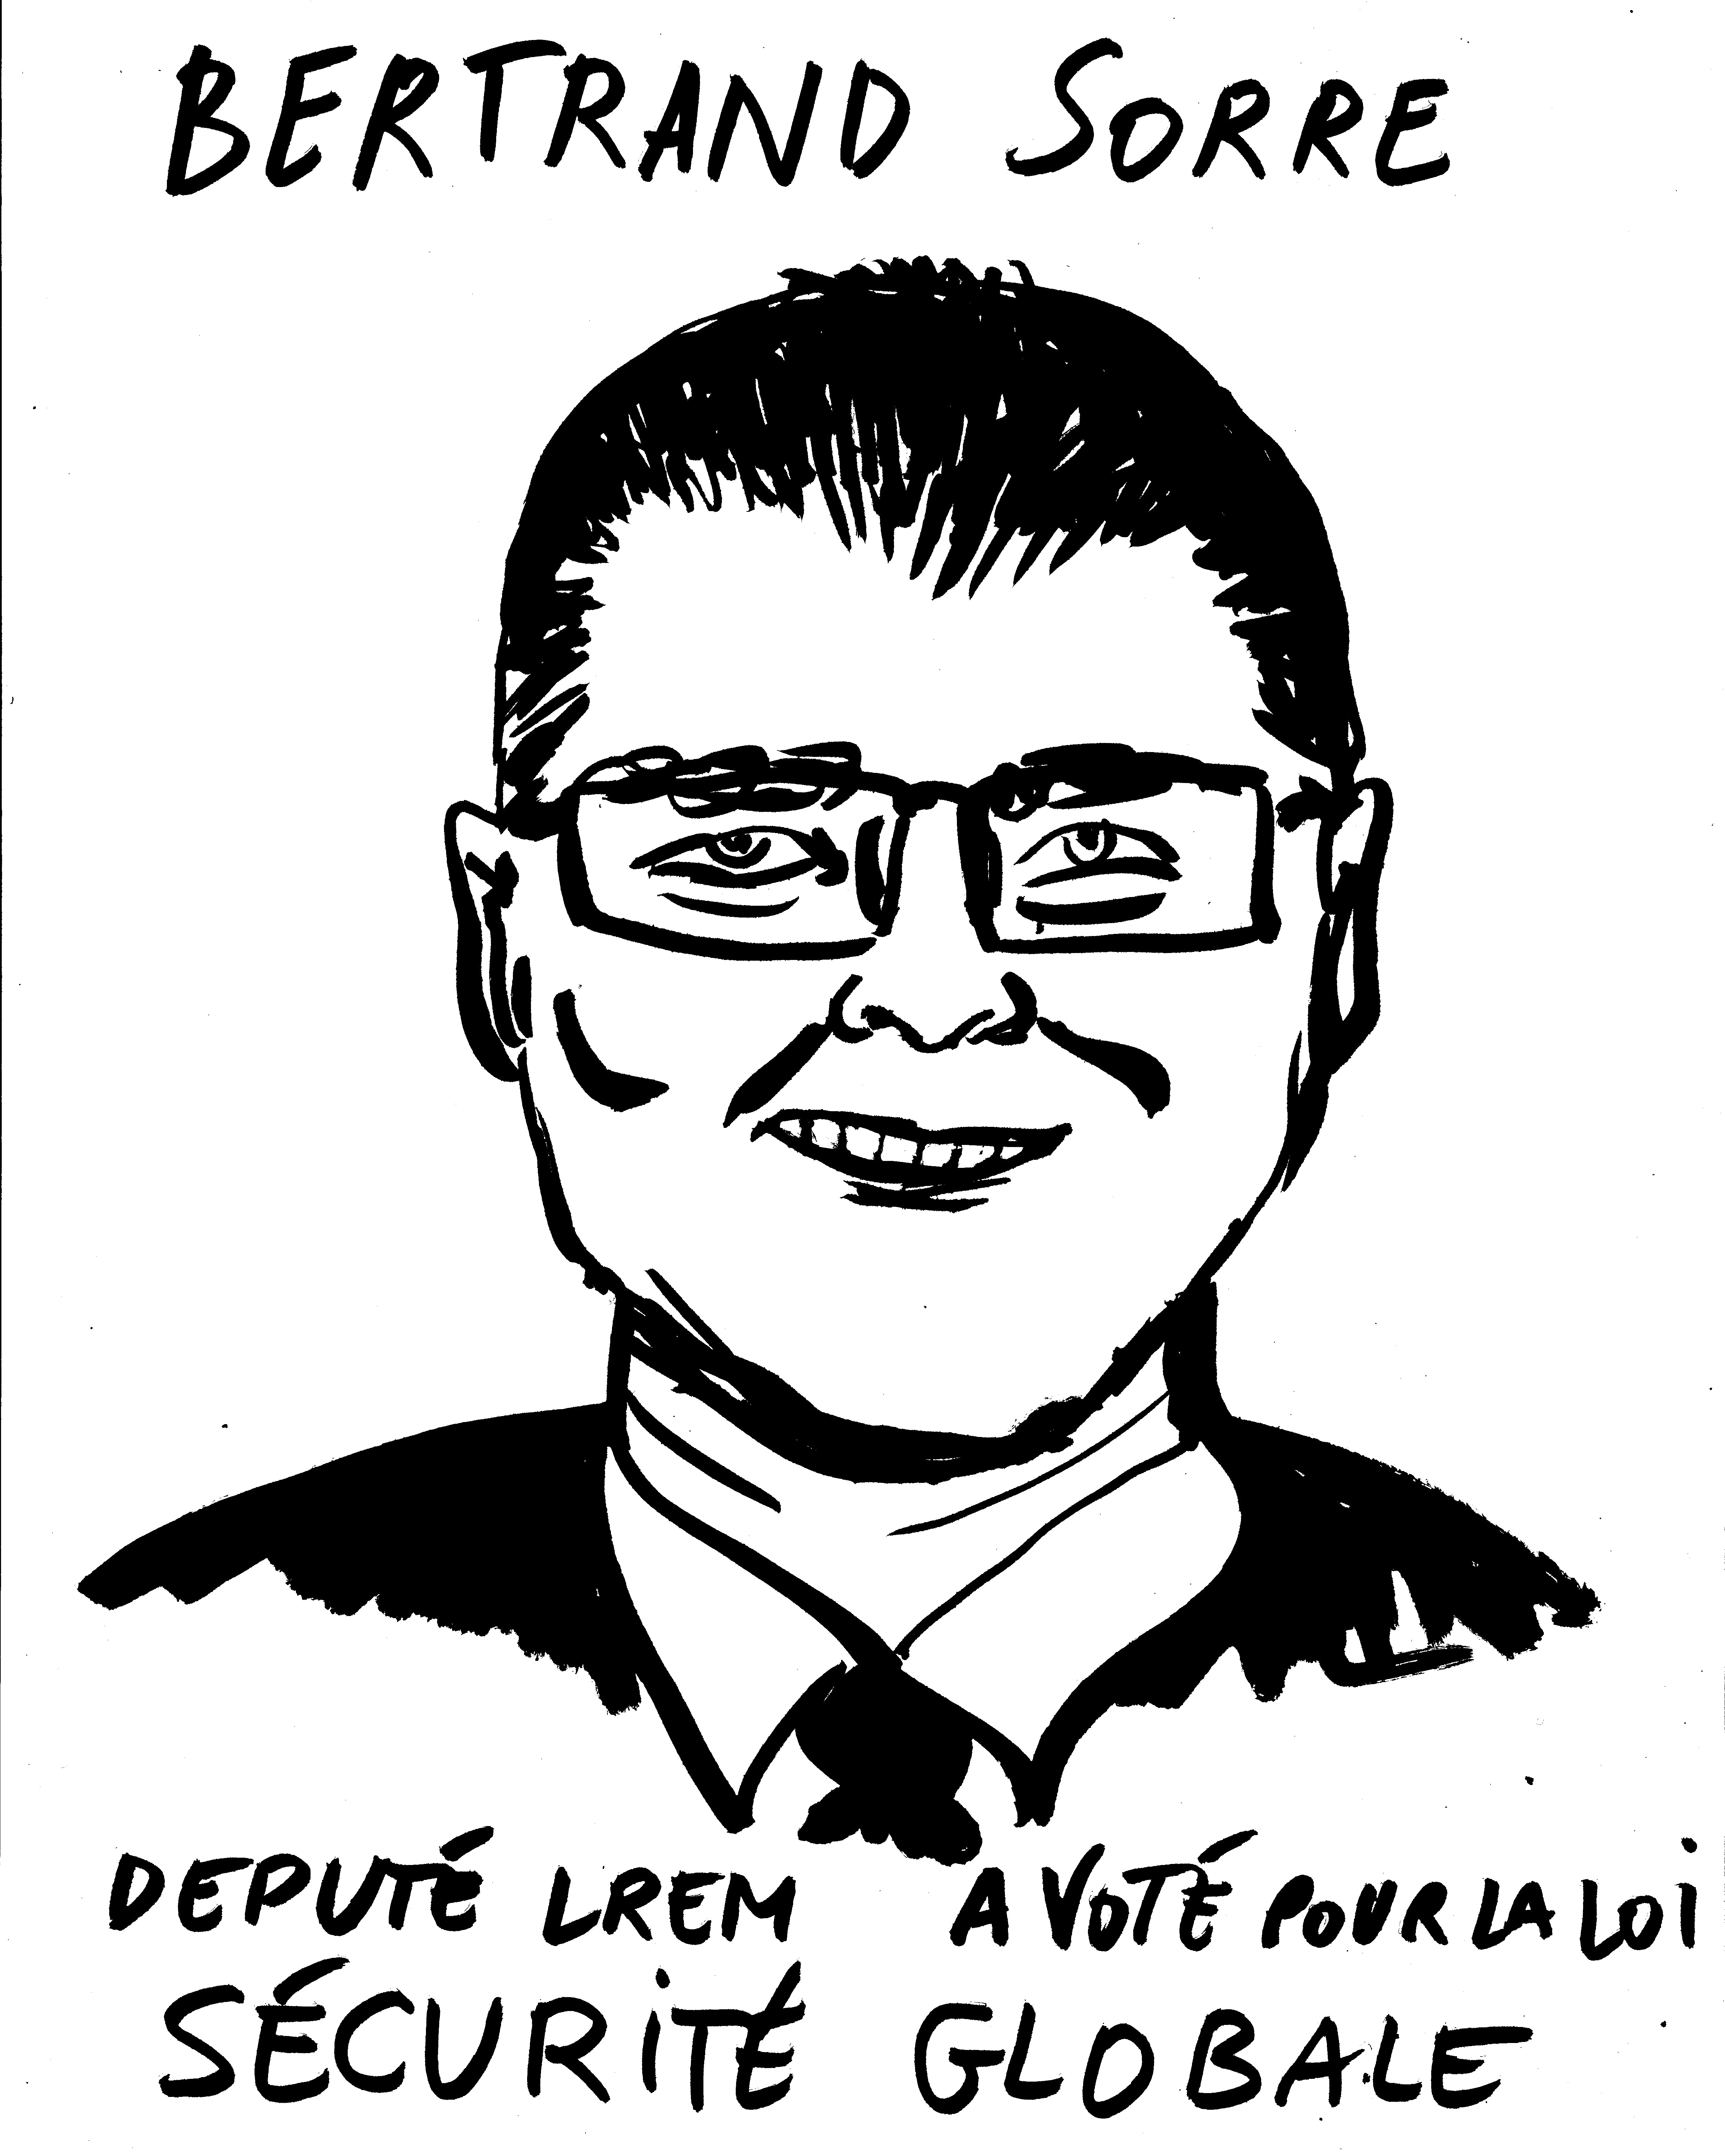 BERTRAND SORRE
DEPUTÉ LREM A VOTÉ POUR LA LOI
SÉCURITÉ GLOBALE